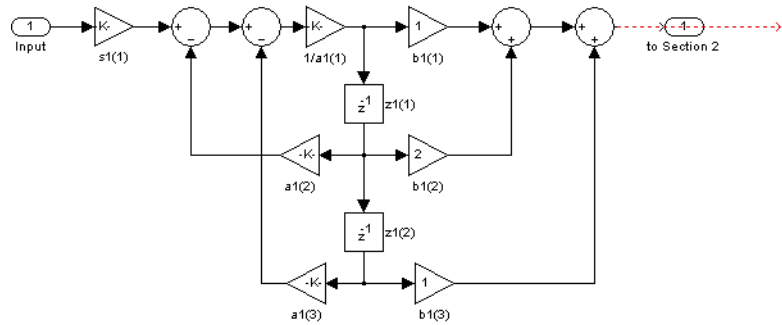 1
Input
K-
s1(1)
+
−
+
−
K-
1/a1(1)
1
b1(1)
+
+
+
+
1
to Section 2
z-1
z1(1)
-K-
a1(2)
2
b1(2)
z-1
z1(2)
-K-
a1(3)
1
b1(3)